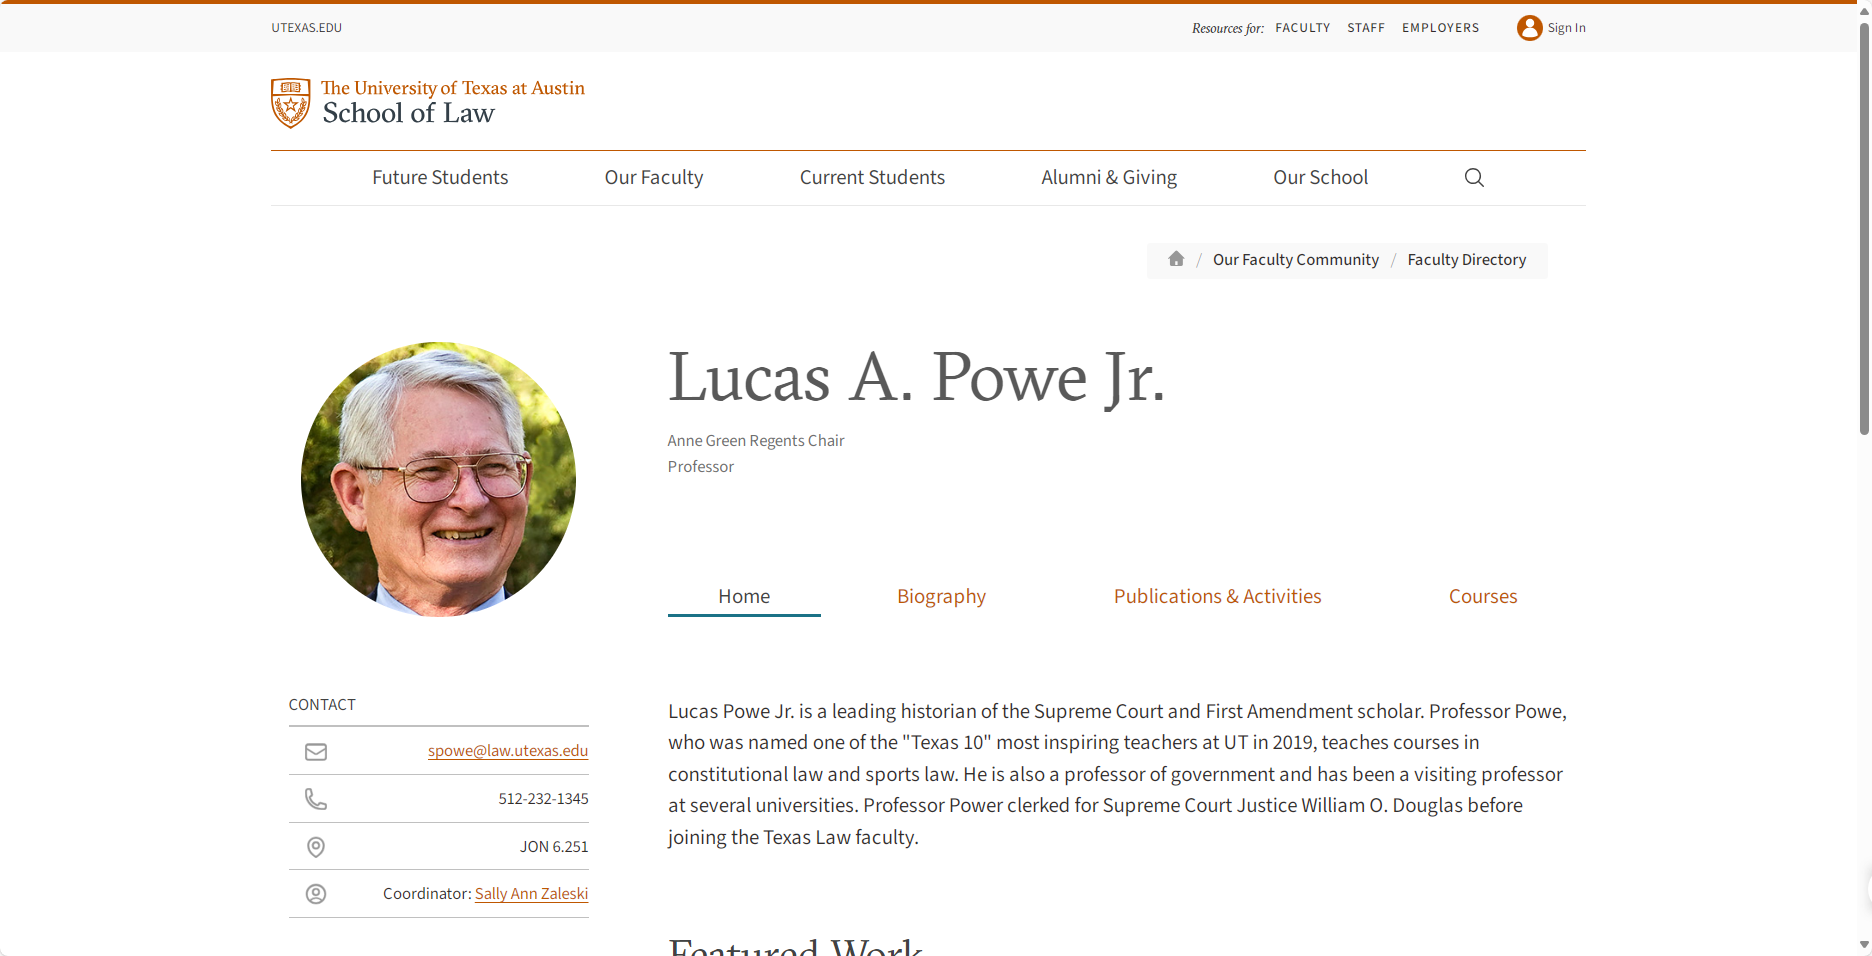 UTEXAS.EDU
Resources for: FACULTY STAFF EMPLOYERS Sign In
The University of Texas at Austin
School of Law
Future Students Our Faculty Current Students Alumni & Giving Our School
/ Our Faculty Community / Faculty Directory
Lucas A. Powe Jr.
Anne Green Regents Chair
Professor
Home Biography Publications & Activities Courses
CONTACT
spowe@law.utexas.edu
512-232-1345
JON 6.251
Coordinator: Sally Ann Zaleski
Lucas Powe Jr. is a leading historian of the Supreme Court and First Amendment scholar. Professor Powe,
who was named one of the "Texas 10" most inspiring teachers at UT in 2019, teaches courses in
constitutional law and sports law. He is also a professor of government and has been a visiting professor
at several universities. Professor Power clerked for Supreme Court Justice William O. Douglas before
joining the Texas Law faculty.
Featured Work